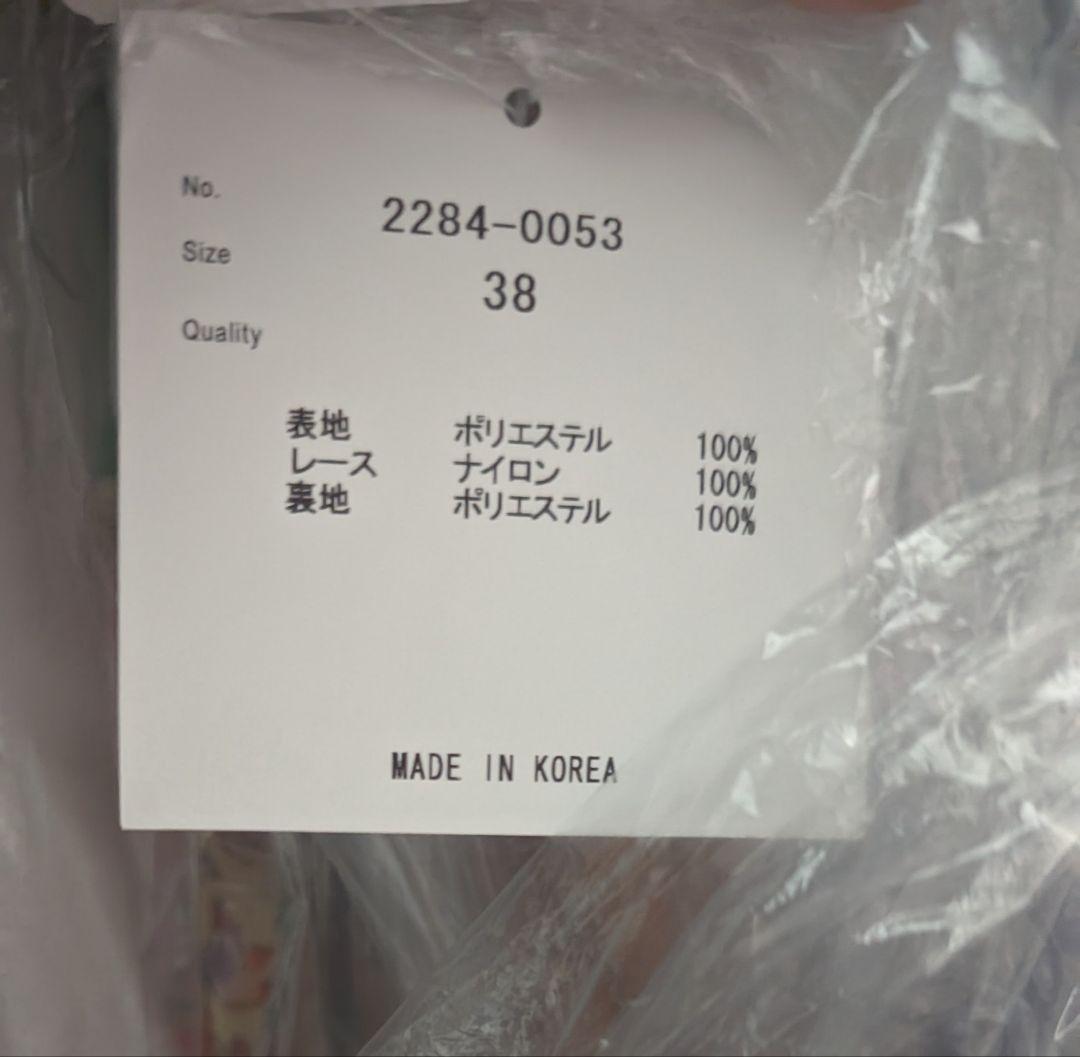 No.
2284-0053
Size
38
Quality
表地 ポリエステル 100%
レース ナイロン 100%
裏地 ポリエステル 100%
MADE IN KOREA